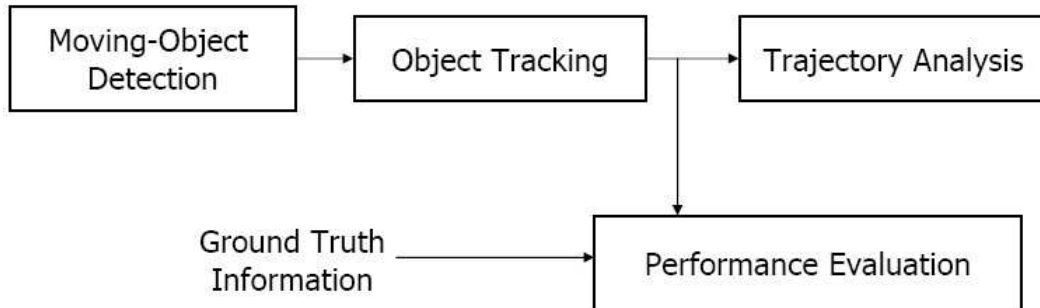 Moving-Object
Detection
Object Tracking
Trajectory Analysis
Ground Truth
Information
Performance Evaluation